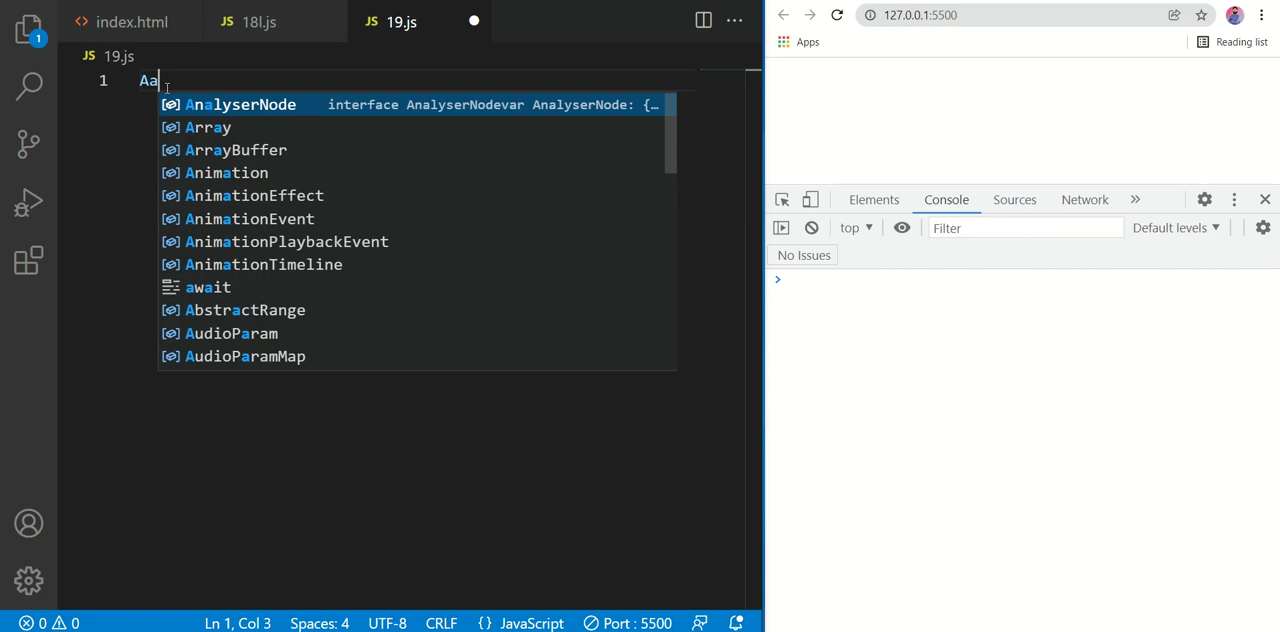 index.html
JS 18l.js
JS 19.js
1
JS 19.js
1 Aa
AnalyserNode interface AnalyserNodevar AnalyserNode: {…
Array
ArrayBuffer
Animation
AnimationEffect
AnimationEvent
AnimationPlaybackEvent
AnimationTimeline
await
AbstractRange
AudioParam
AudioParamMap
0 0 Ln 1, Col 3 Spaces: 4 UTF-8 CRLF {} JavaScript Port : 5500
127.0.0.1:5500
Apps Reading list
Elements Console Sources Network
top Filter Default levels
No Issues